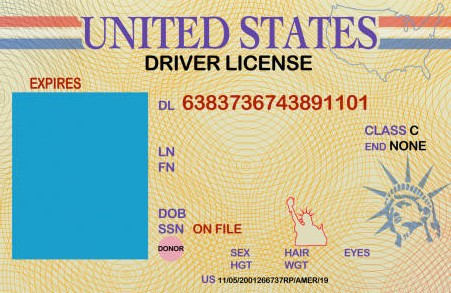 UNITED STATES
DRIVER LICENSE
EXPIRES
DL 6383736743891101
CLASS C
END NONE
LN
FN
DOB
SSN ON FILE
DONOR
SEX HAIR EYES
HGT WGT
US 11/05/2001266737RP/AMER/19